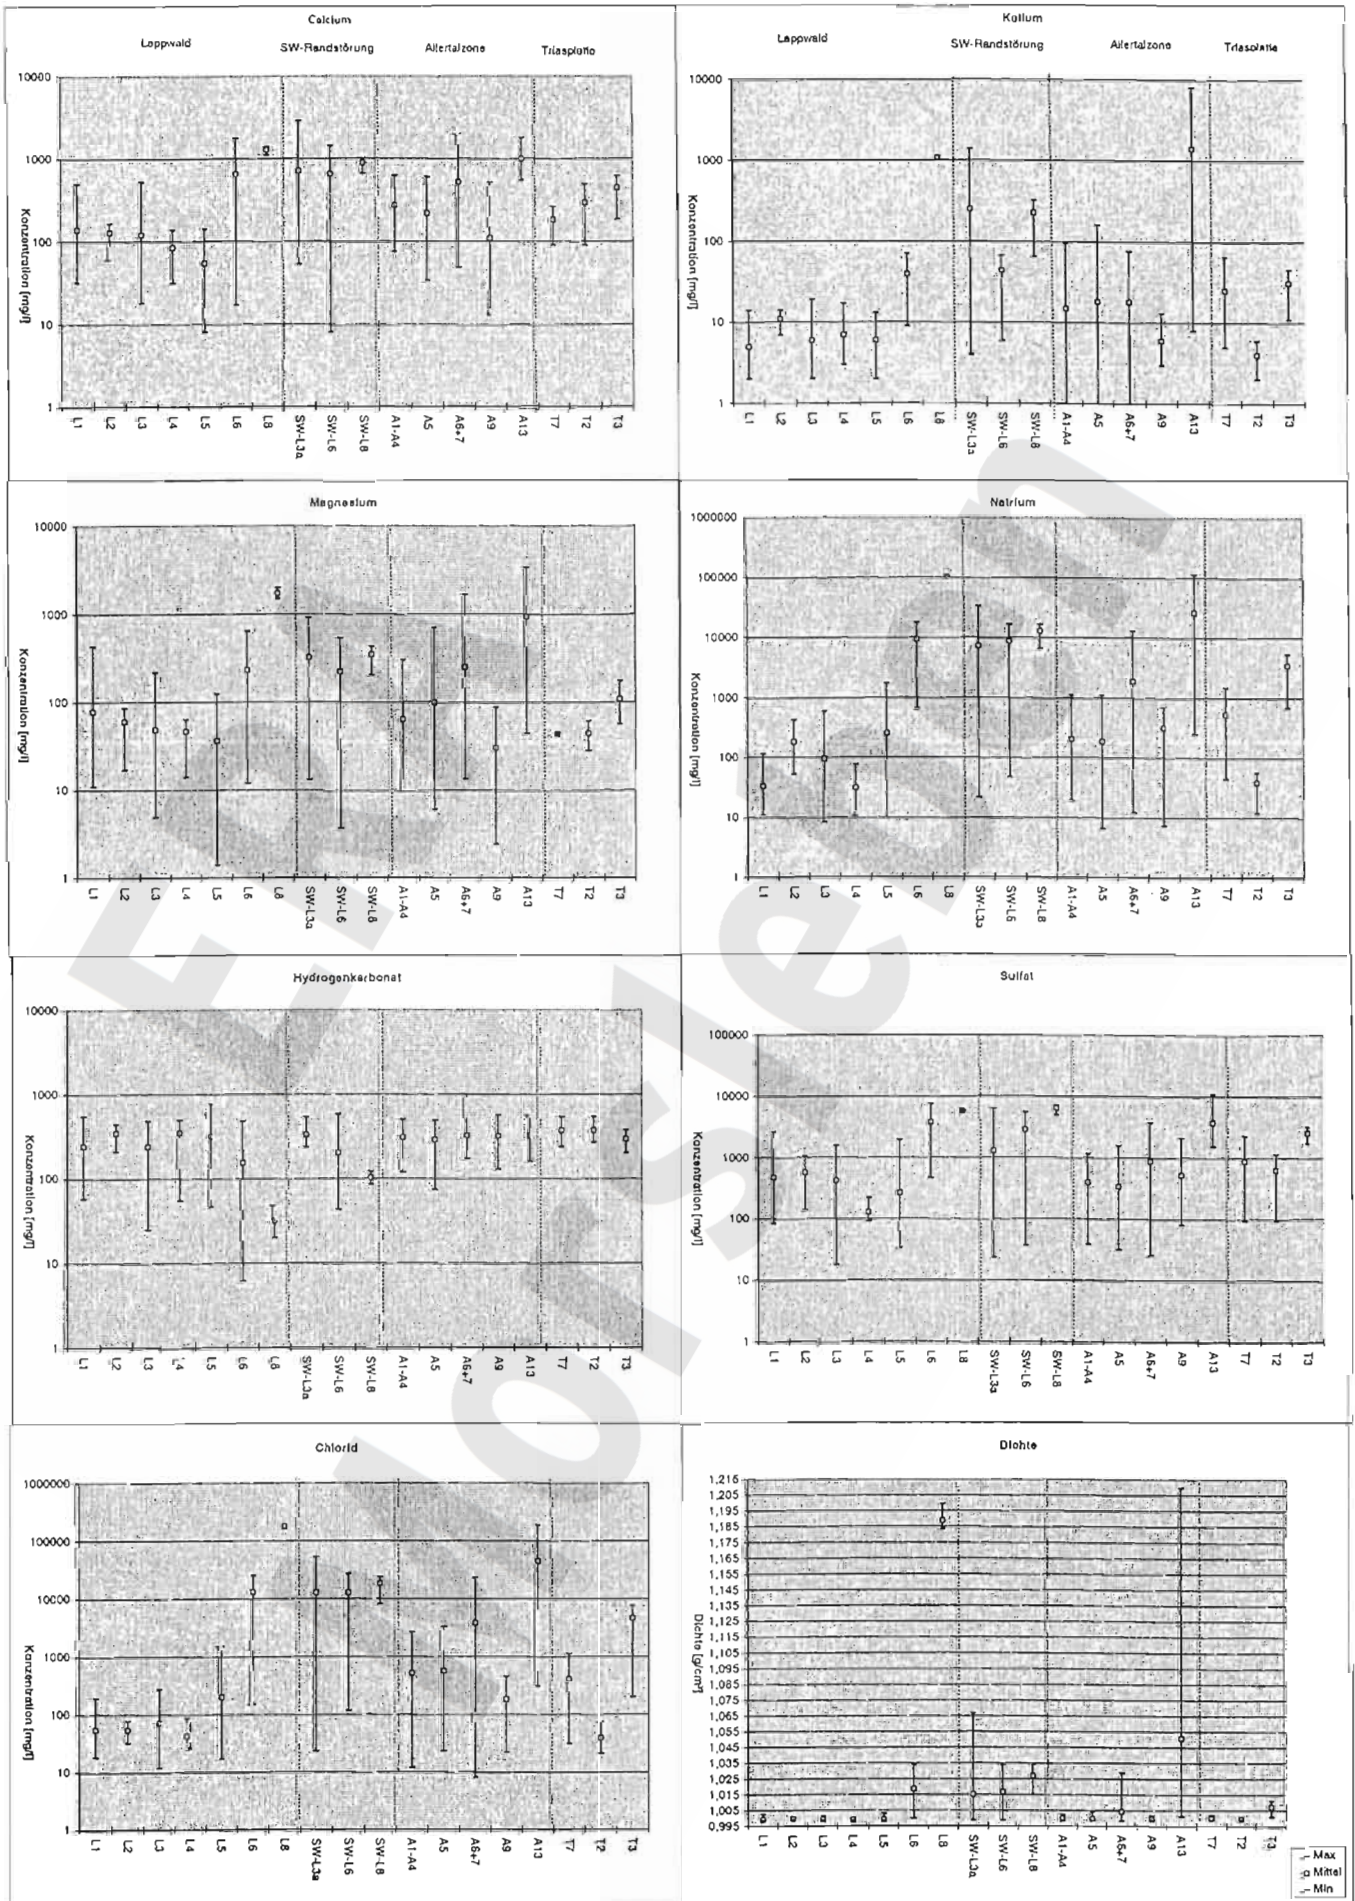 Calcium
Lappwald
SW-Randstörung
Allertalzone
Triasplatte
Konzentration [mg/l]
10000
1000
100
10
1
L1 L2 L3 L4 L5 L6 L8 SW-L3a SW-L6 SW-L8 A1-A4 A5 A6+7 A9 A13 T7 T2 T3
Kalium
Lappwald
SW-Randstörung
Allertalzone
Triasplatte
Konzentration [mg/l]
10000
1000
100
10
1
L1 L2 L3 L4 L5 L6 L8 SW-L3a SW-L6 SW-L8 A1-A4 A5 A6+7 A9 A13 T7 T2 T3
Magnesium
Konzentration [mg/l]
10000
1000
100
10
1
L1 L2 L3 L4 L5 L6 L8 SW-L3a SW-L6 SW-L8 A1-A4 A5 A6+7 A9 A13 T7 T2 T3
Natrium
Konzentration [mg/l]
1000000
100000
10000
1000
100
10
1
L1 L2 L3 L4 L5 L6 L8 SW-L3a SW-L6 SW-L8 A1-A4 A5 A6+7 A9 A13 T7 T2 T3
Hydrogenkarbonat
Konzentration [mg/l]
10000
1000
100
10
1
L1 L2 L3 L4 L5 L6 L8 SW-L3a SW-L6 SW-L8 A1-A4 A5 A6+7 A9 A13 T7 T2 T3
Sulfat
Konzentration [mg/l]
100000
10000
1000
100
10
1
L1 L2 L3 L4 L5 L6 L8 SW-L3a SW-L6 SW-L8 A1-A4 A5 A6+7 A9 A13 T7 T2 T3
Chlorid
Konzentration [mg/l]
1000000
100000
10000
1000
100
10
1
L1 L2 L3 L4 L5 L6 L8 SW-L3a SW-L6 SW-L8 A1-A4 A5 A6+7 A9 A13 T7 T2 T3
Dichte
Dichte [g/cm³]
1,215
1,205
1,195
1,185
1,175
1,165
1,155
1,145
1,135
1,125
1,115
1,105
1,095
1,085
1,075
1,065
1,055
1,045
1,035
1,025
1,015
1,005
0,995
L1 L2 L3 L4 L5 L6 L8 SW-L3a SW-L6 SW-L8 A1-A4 A5 A6+7 A9 A13 T7 T2 T3
Max
Mittel
Min